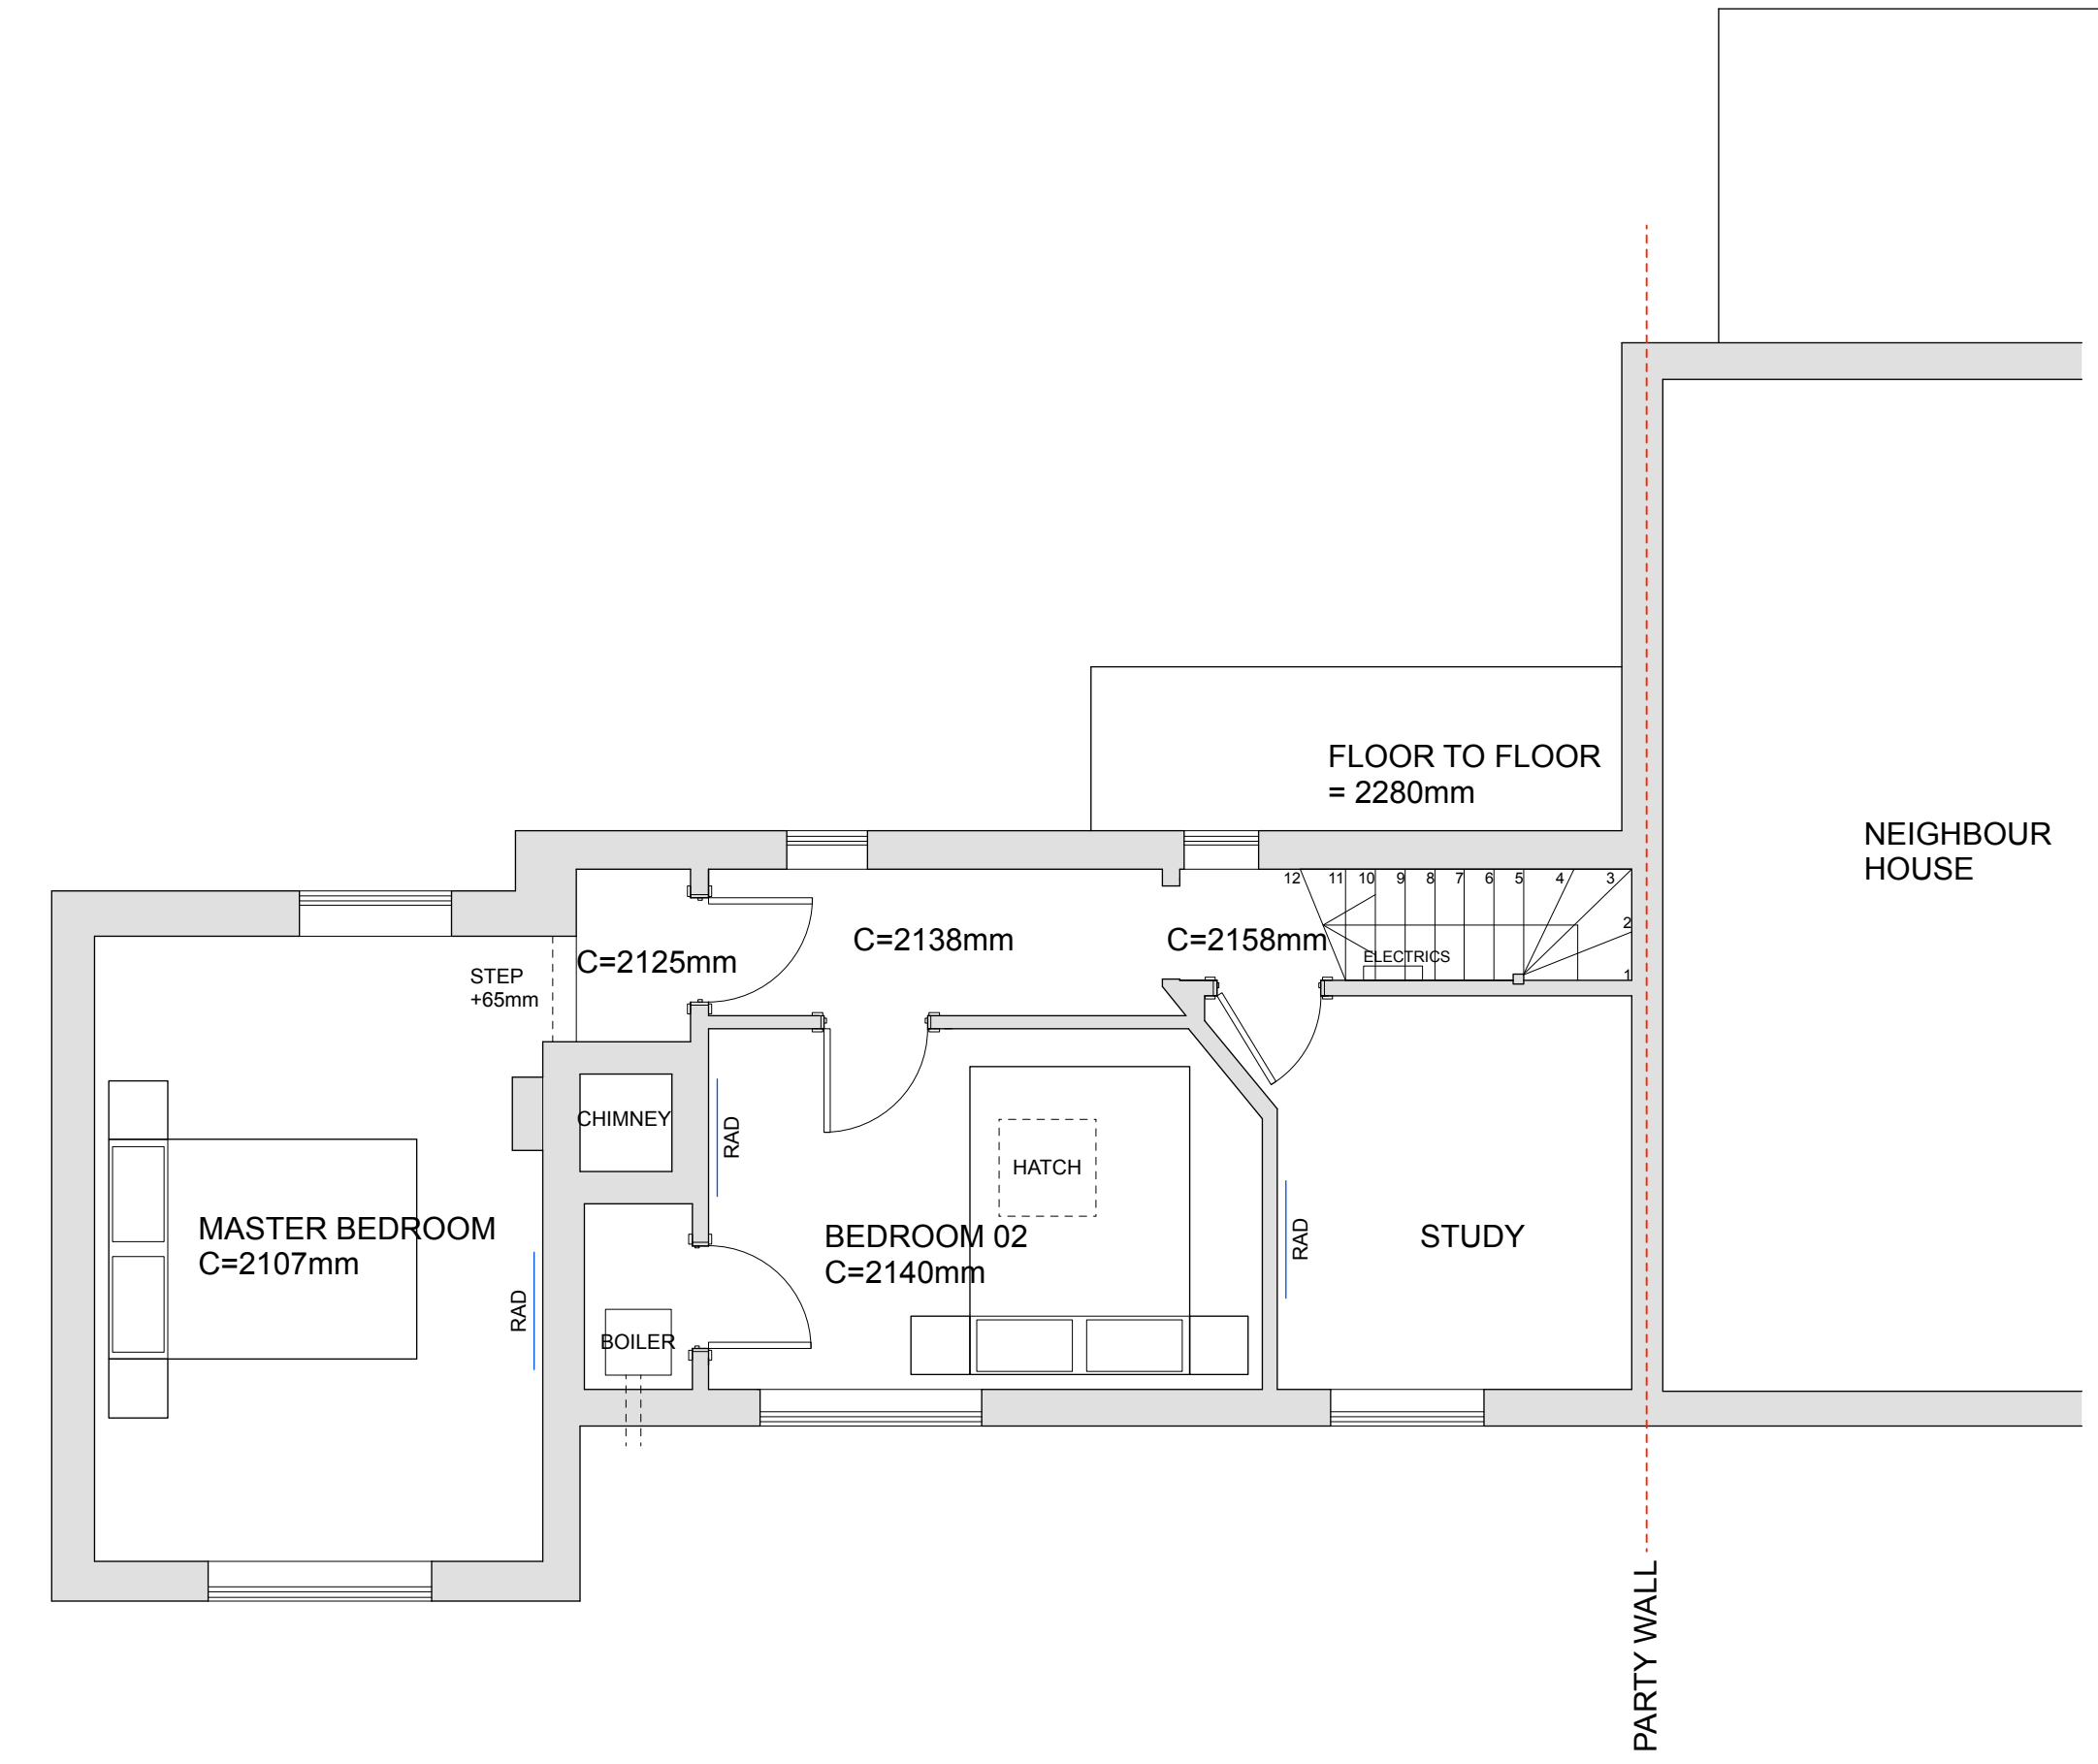 FLOOR TO FLOOR
= 2280mm
NEIGHBOUR
HOUSE
12 11 10 9 8 7 6 5 4 3
2
1
C=2125mm
C=2138mm
C=2158mm
ELECTRICS
STEP
+65mm
CHIMNEY
RAD
HATCH
MASTER BEDROOM
C=2107mm
BEDROOM 02
C=2140mm
RAD
STUDY
RAD
BOILER
PARTY WALL